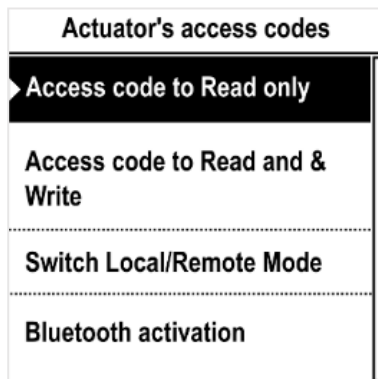 Actuator's access codes
Access code to Read only
Access code to Read and &
Write
Switch Local/Remote Mode
Bluetooth activation